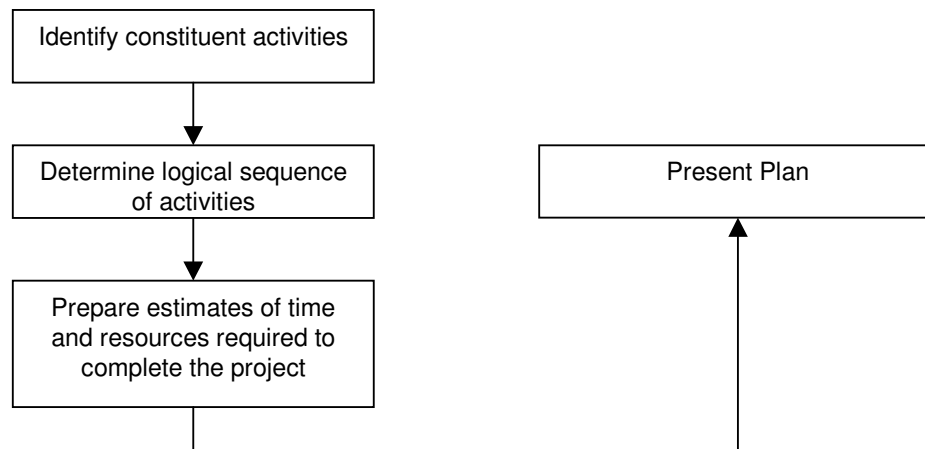 Identify constituent activities
Determine logical sequence
of activities
Present Plan
Prepare estimates of time
and resources required to
complete the project